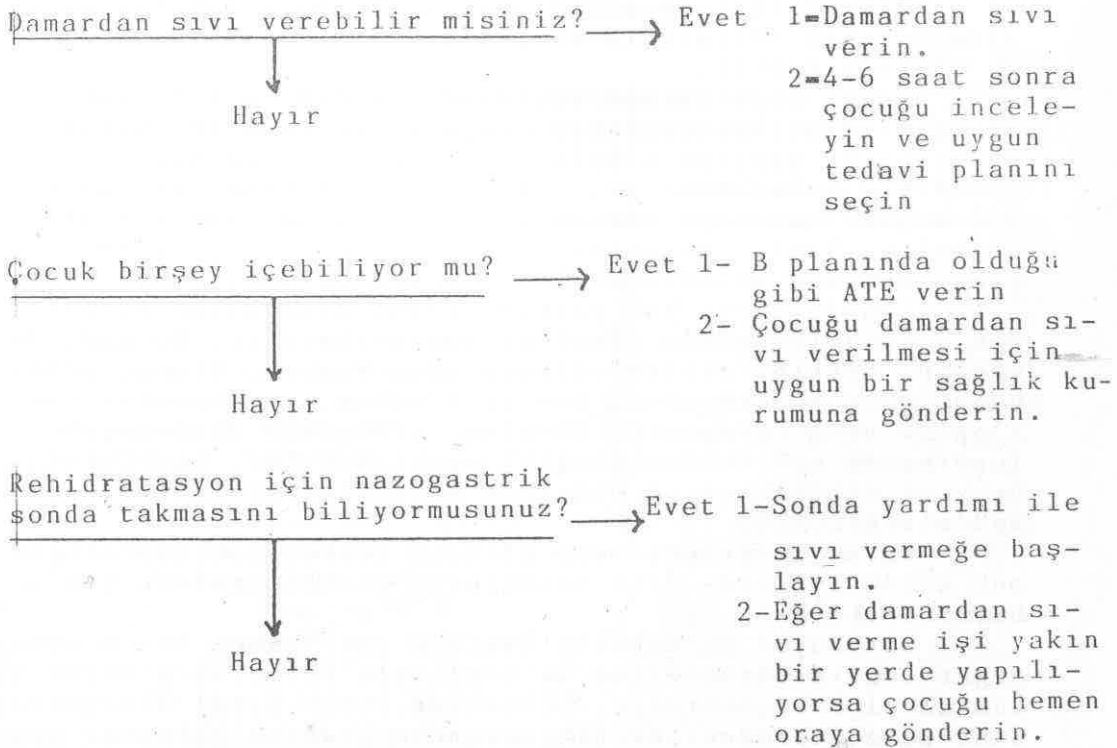 Damardan sıvı verebilir misiniz? Evet 1=Damardan sıvı
verin.
2=4-6 saat sonra
çocuğu incele-
yin ve uygun
tedavi planını
seçin
Hayır
Çocuk birşey içebiliyor mu? Evet 1- B planında olduğu
gibi ATE verin
2- Çocuğu damardan sı-
vı verilmesi için
uygun bir sağlık ku-
rumuna gönderin.
Hayır
Rehidratasyon için nazogastrik
sonda takmasını biliyormusunuz? Evet 1-Sonda yardımı ile
sıvı vermeğe baş-
layın.
2-Eğer damardan sı-
vı verme işi yakın
bir yerde yapılı-
yorsa çocuğu hemen
oraya gönderin.
Hayır